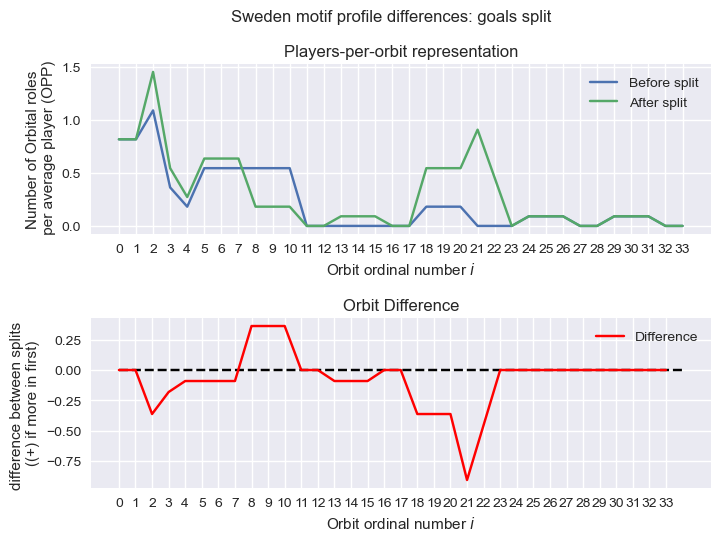 Sweden motif profile differences: goals split
Players-per-orbit representation
Number of Orbital roles
per average player (OPP)
1.5
1.0
0.5
0.0
Before split
After split
0 1 2 3 4 5 6 7 8 9 10 11 12 13 14 15 16 17 18 19 20 21 22 23 24 25 26 27 28 29 30 31 32 33
Orbit ordinal number i
Orbit Difference
difference between splits
((+) if more in first)
0.25
0.00
−0.25
−0.50
−0.75
Difference
0 1 2 3 4 5 6 7 8 9 10 11 12 13 14 15 16 17 18 19 20 21 22 23 24 25 26 27 28 29 30 31 32 33
Orbit ordinal number i